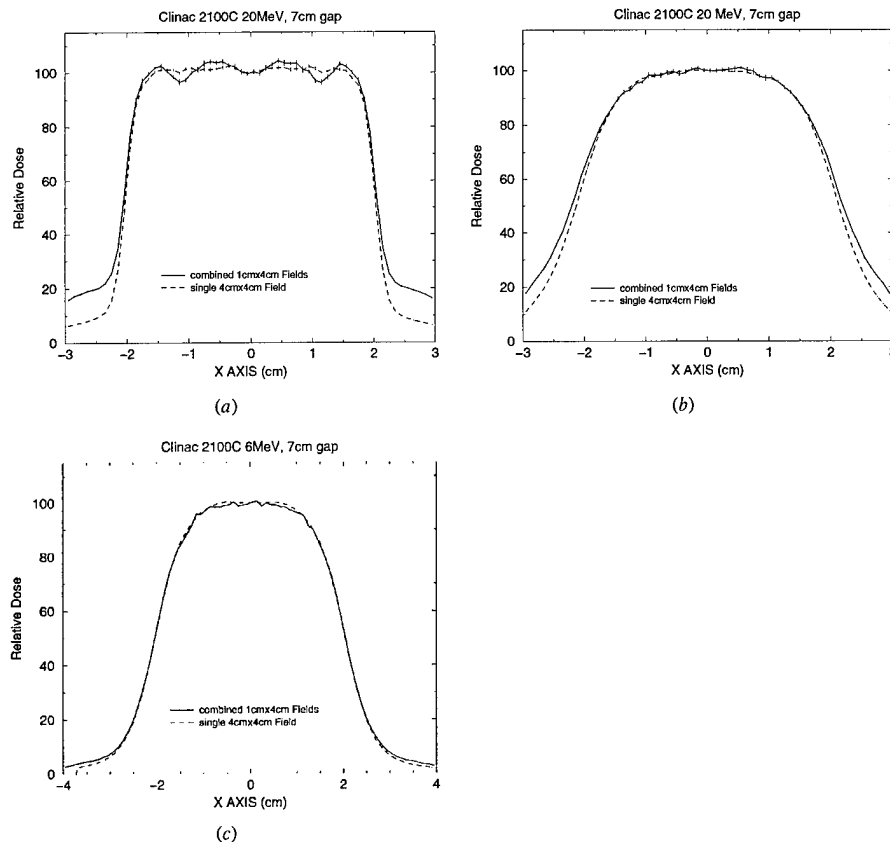 Clinac 2100C 20MeV, 7cm gap
Relative Dose
100
80
60
40
20
0
combined 1cmx4cm Fields
single 4cmx4cm Field
−3 −2 −1 0 1 2 3
X AXIS (cm)
(a)
Clinac 2100C 20 MeV, 7cm gap
Relative Dose
100
80
60
40
20
0
combined 1cmx4cm Fields
single 4cmx4cm Field
−3 −2 −1 0 1 2 3
X AXIS (cm)
(b)
Clinac 2100C 6MeV, 7cm gap
Relative Dose
100
80
60
40
20
0
combined 1cmx4cm Fields
single 4cmx4cm Field
−4 −2 0 2 4
X AXIS (cm)
(c)